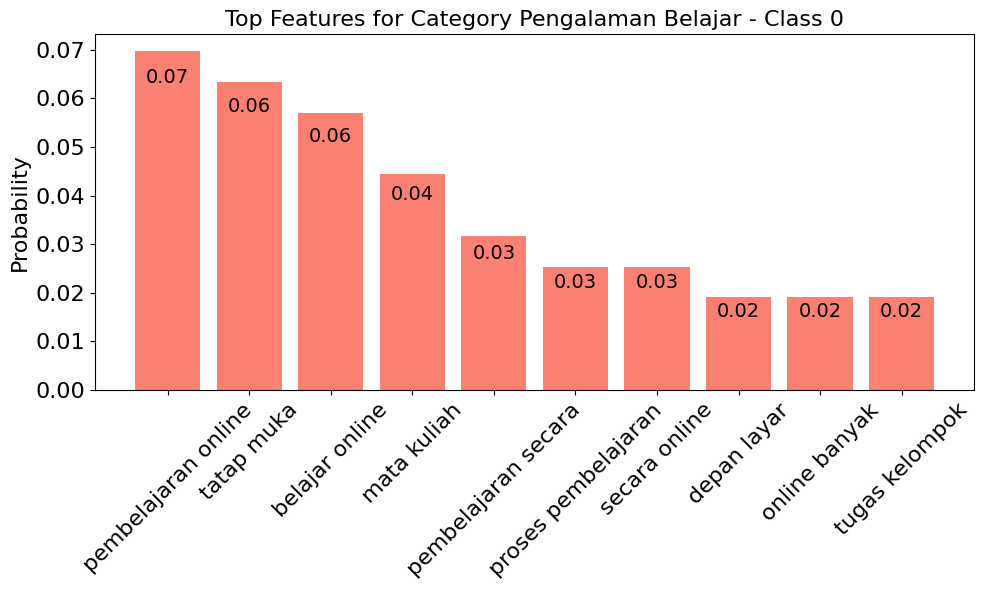 Top Features for Category Pengalaman Belajar - Class 0
Probability
0.07
0.06
0.05
0.04
0.03
0.02
0.01
0.00
0.07
0.06
0.06
0.04
0.03
0.03
0.03
0.02
0.02
0.02
pembelajaran online
tatap muka
belajar online
mata kuliah
pembelajaran secara
proses pembelajaran
secara online
depan layar
online banyak
tugas kelompok